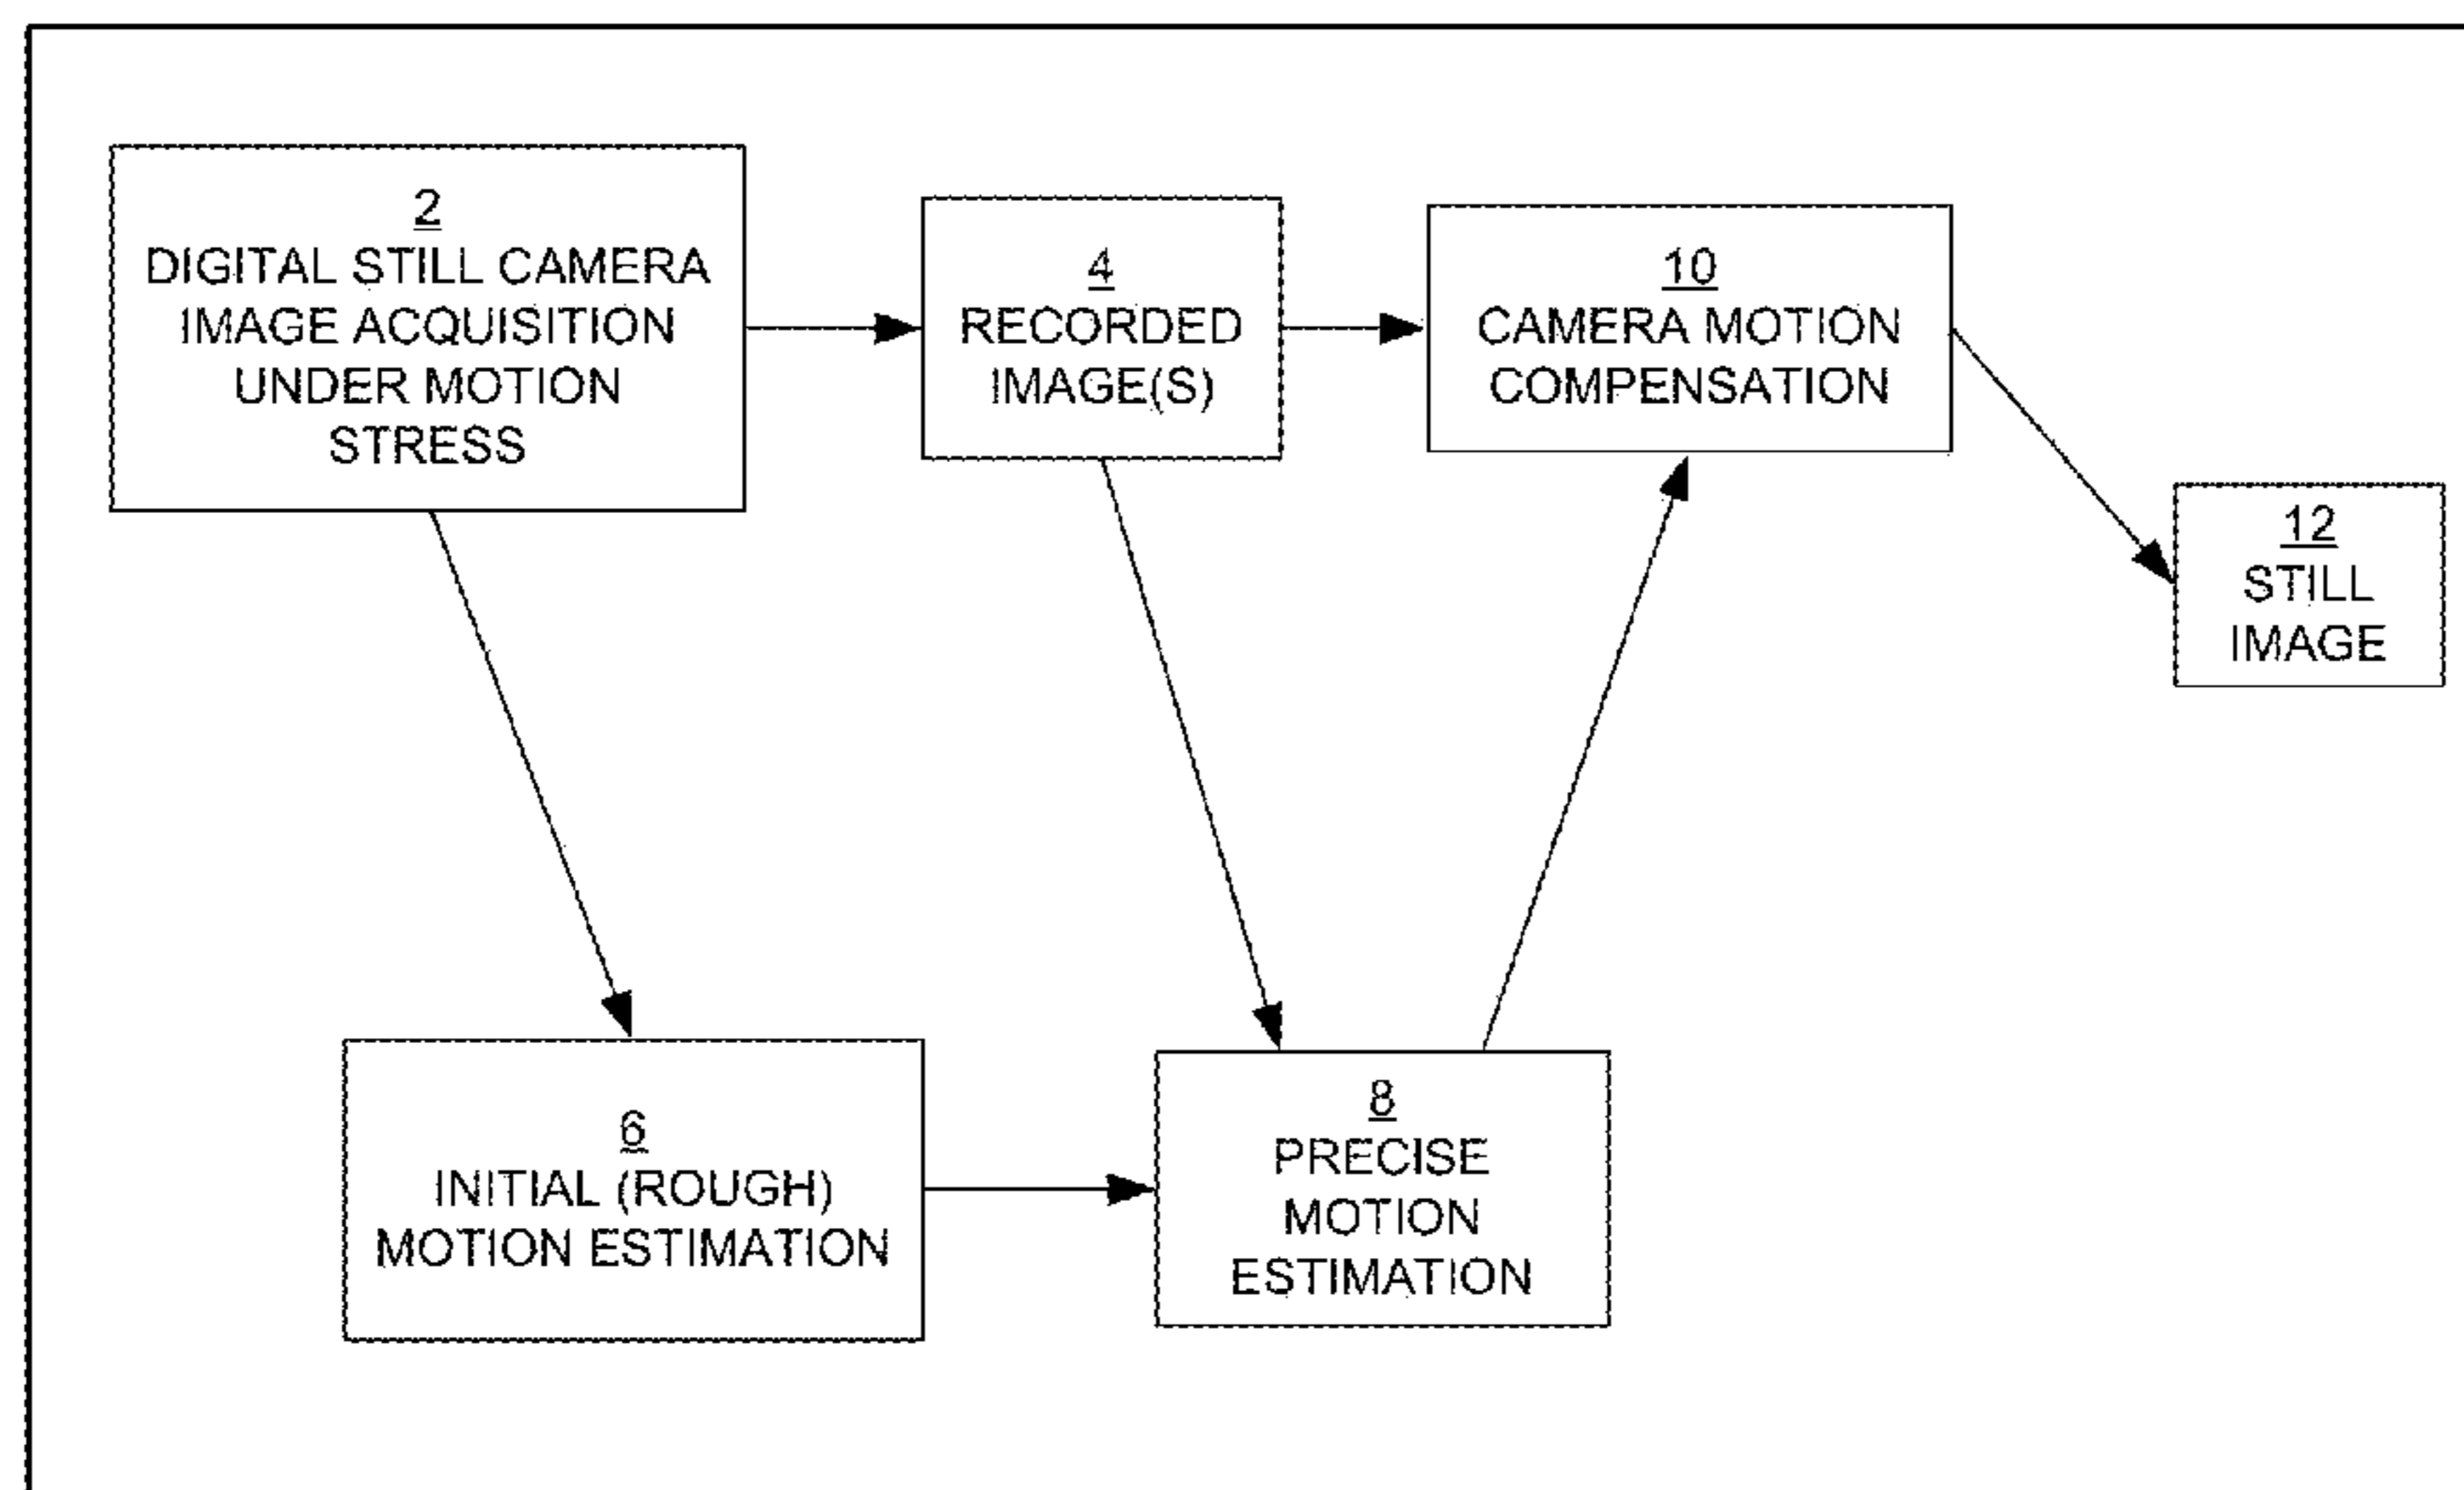 2
DIGITAL STILL CAMERA
IMAGE ACQUISITION
UNDER MOTION
STRESS
4
RECORDED
IMAGE(S)
10
CAMERA MOTION
COMPENSATION
12
STILL
IMAGE
6
INITIAL (ROUGH)
MOTION ESTIMATION
8
PRECISE
MOTION
ESTIMATION